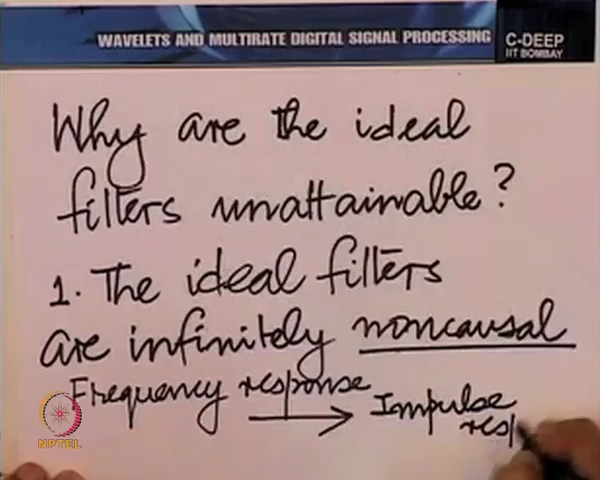 WAVELETS AND MULTIRATE DIGITAL SIGNAL PROCESSING
C-DEEP
IIT BOMBAY
Why are the ideal
filters unattainable?
1. The ideal filters
are infinitely noncausal
Frequency response → Impulse
resp
NPTEL